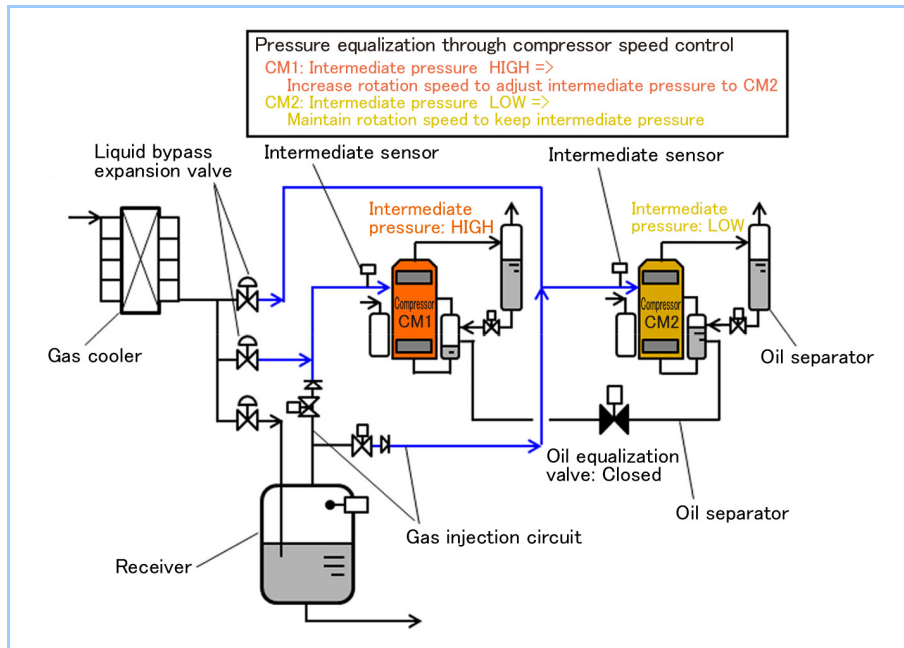 Pressure equalization through compressor speed control
CM1: Intermediate pressure HIGH =>
Increase rotation speed to adjust intermediate pressure to CM2
CM2: Intermediate pressure LOW =>
Maintain rotation speed to keep intermediate pressure
Liquid bypass
expansion valve
Intermediate sensor
Intermediate sensor
Intermediate
pressure: HIGH
Intermediate
pressure: LOW
Compressor
CM1
Compressor
CM2
Gas cooler
Oil separator
Oil equalization
valve: Closed
Oil separator
Gas injection circuit
Receiver